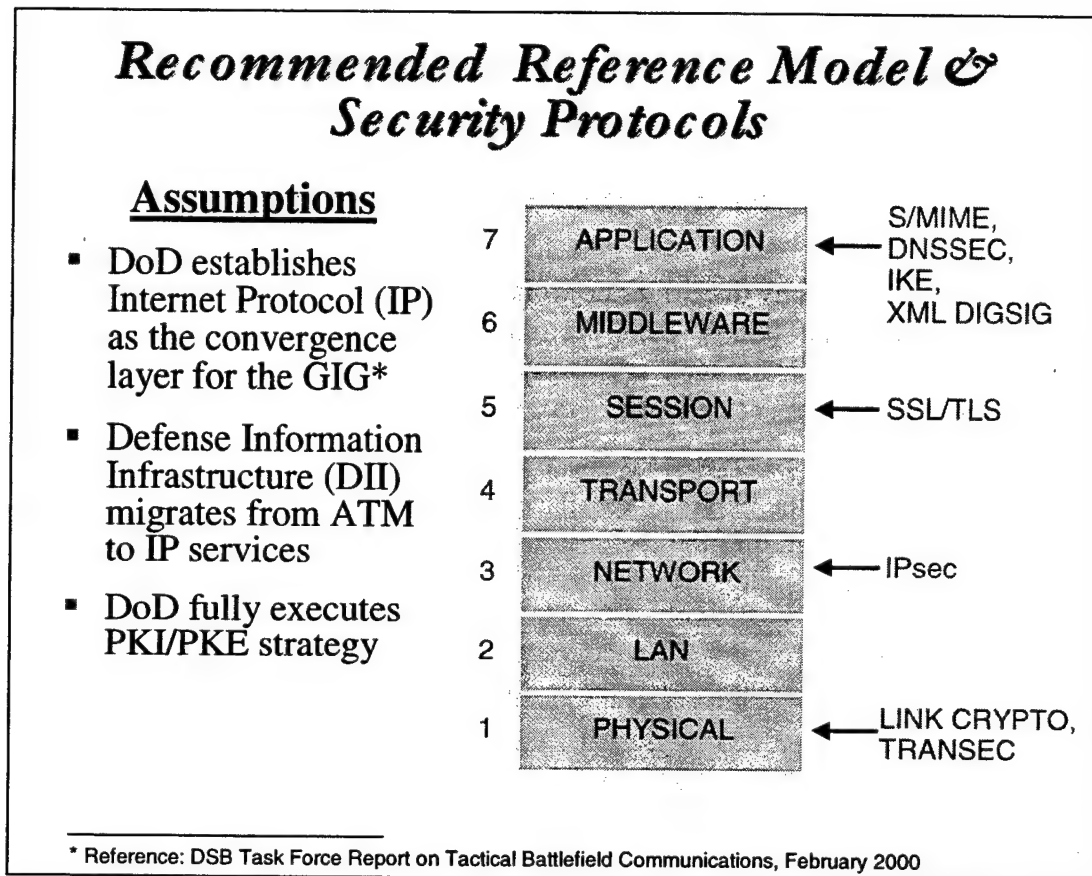 Recommended Reference Model &
Security Protocols
Assumptions
▪ DoD establishes
Internet Protocol (IP)
as the convergence
layer for the GIG*
▪ Defense Information
Infrastructure (DII)
migrates from ATM
to IP services
▪ DoD fully executes
PKI/PKE strategy
7 APPLICATION
S/MIME,
DNSSEC,
IKE,
XML DIGSIG
6 MIDDLEWARE
5 SESSION
SSL/TLS
4 TRANSPORT
3 NETWORK
IPsec
2 LAN
1 PHYSICAL
LINK CRYPTO,
TRANSEC
* Reference: DSB Task Force Report on Tactical Battlefield Communications, February 2000